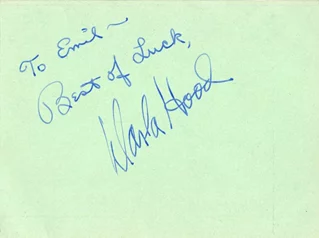 To Emil~
Best of Luck,
Darla Hood